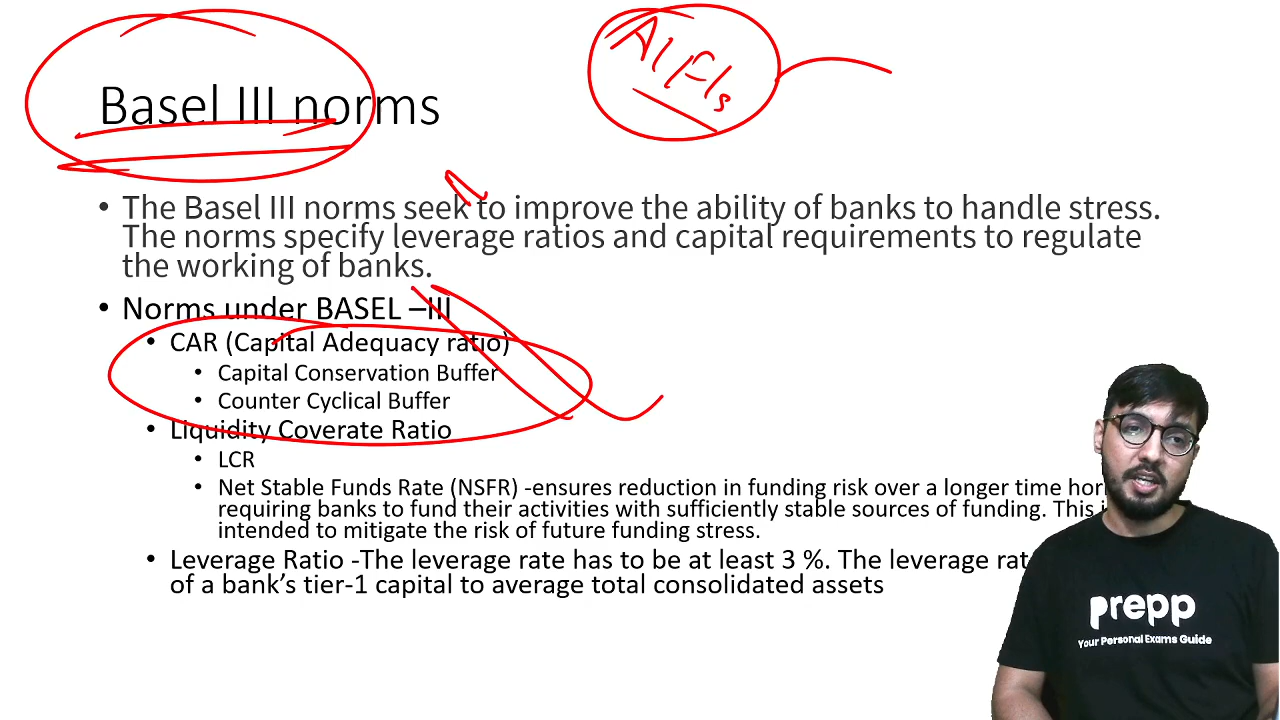 AIFIs
Basel III norms
• The Basel III norms seek to improve the ability of banks to handle stress.
The norms specify leverage ratios and capital requirements to regulate
the working of banks.
• Norms under BASEL –III
• CAR (Capital Adequacy ratio)
• Capital Conservation Buffer
• Counter Cyclical Buffer
• Liquidity Coverate Ratio
• LCR
• Net Stable Funds Rate (NSFR) -ensures reduction in funding risk over a longer time hor
requiring banks to fund their activities with sufficiently stable sources of funding. This i
intended to mitigate the risk of future funding stress.
• Leverage Ratio -The leverage rate has to be at least 3 %. The leverage rat
of a bank's tier-1 capital to average total consolidated assets
prepp
Your Personal Exams Guide